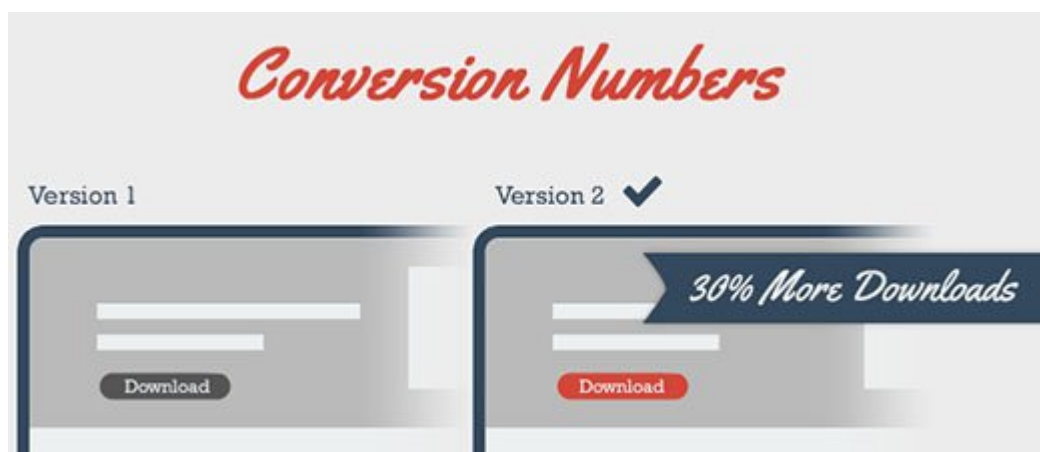 Conversion Numbers
Version 1
Version 2
30% More Downloads
Download
Download